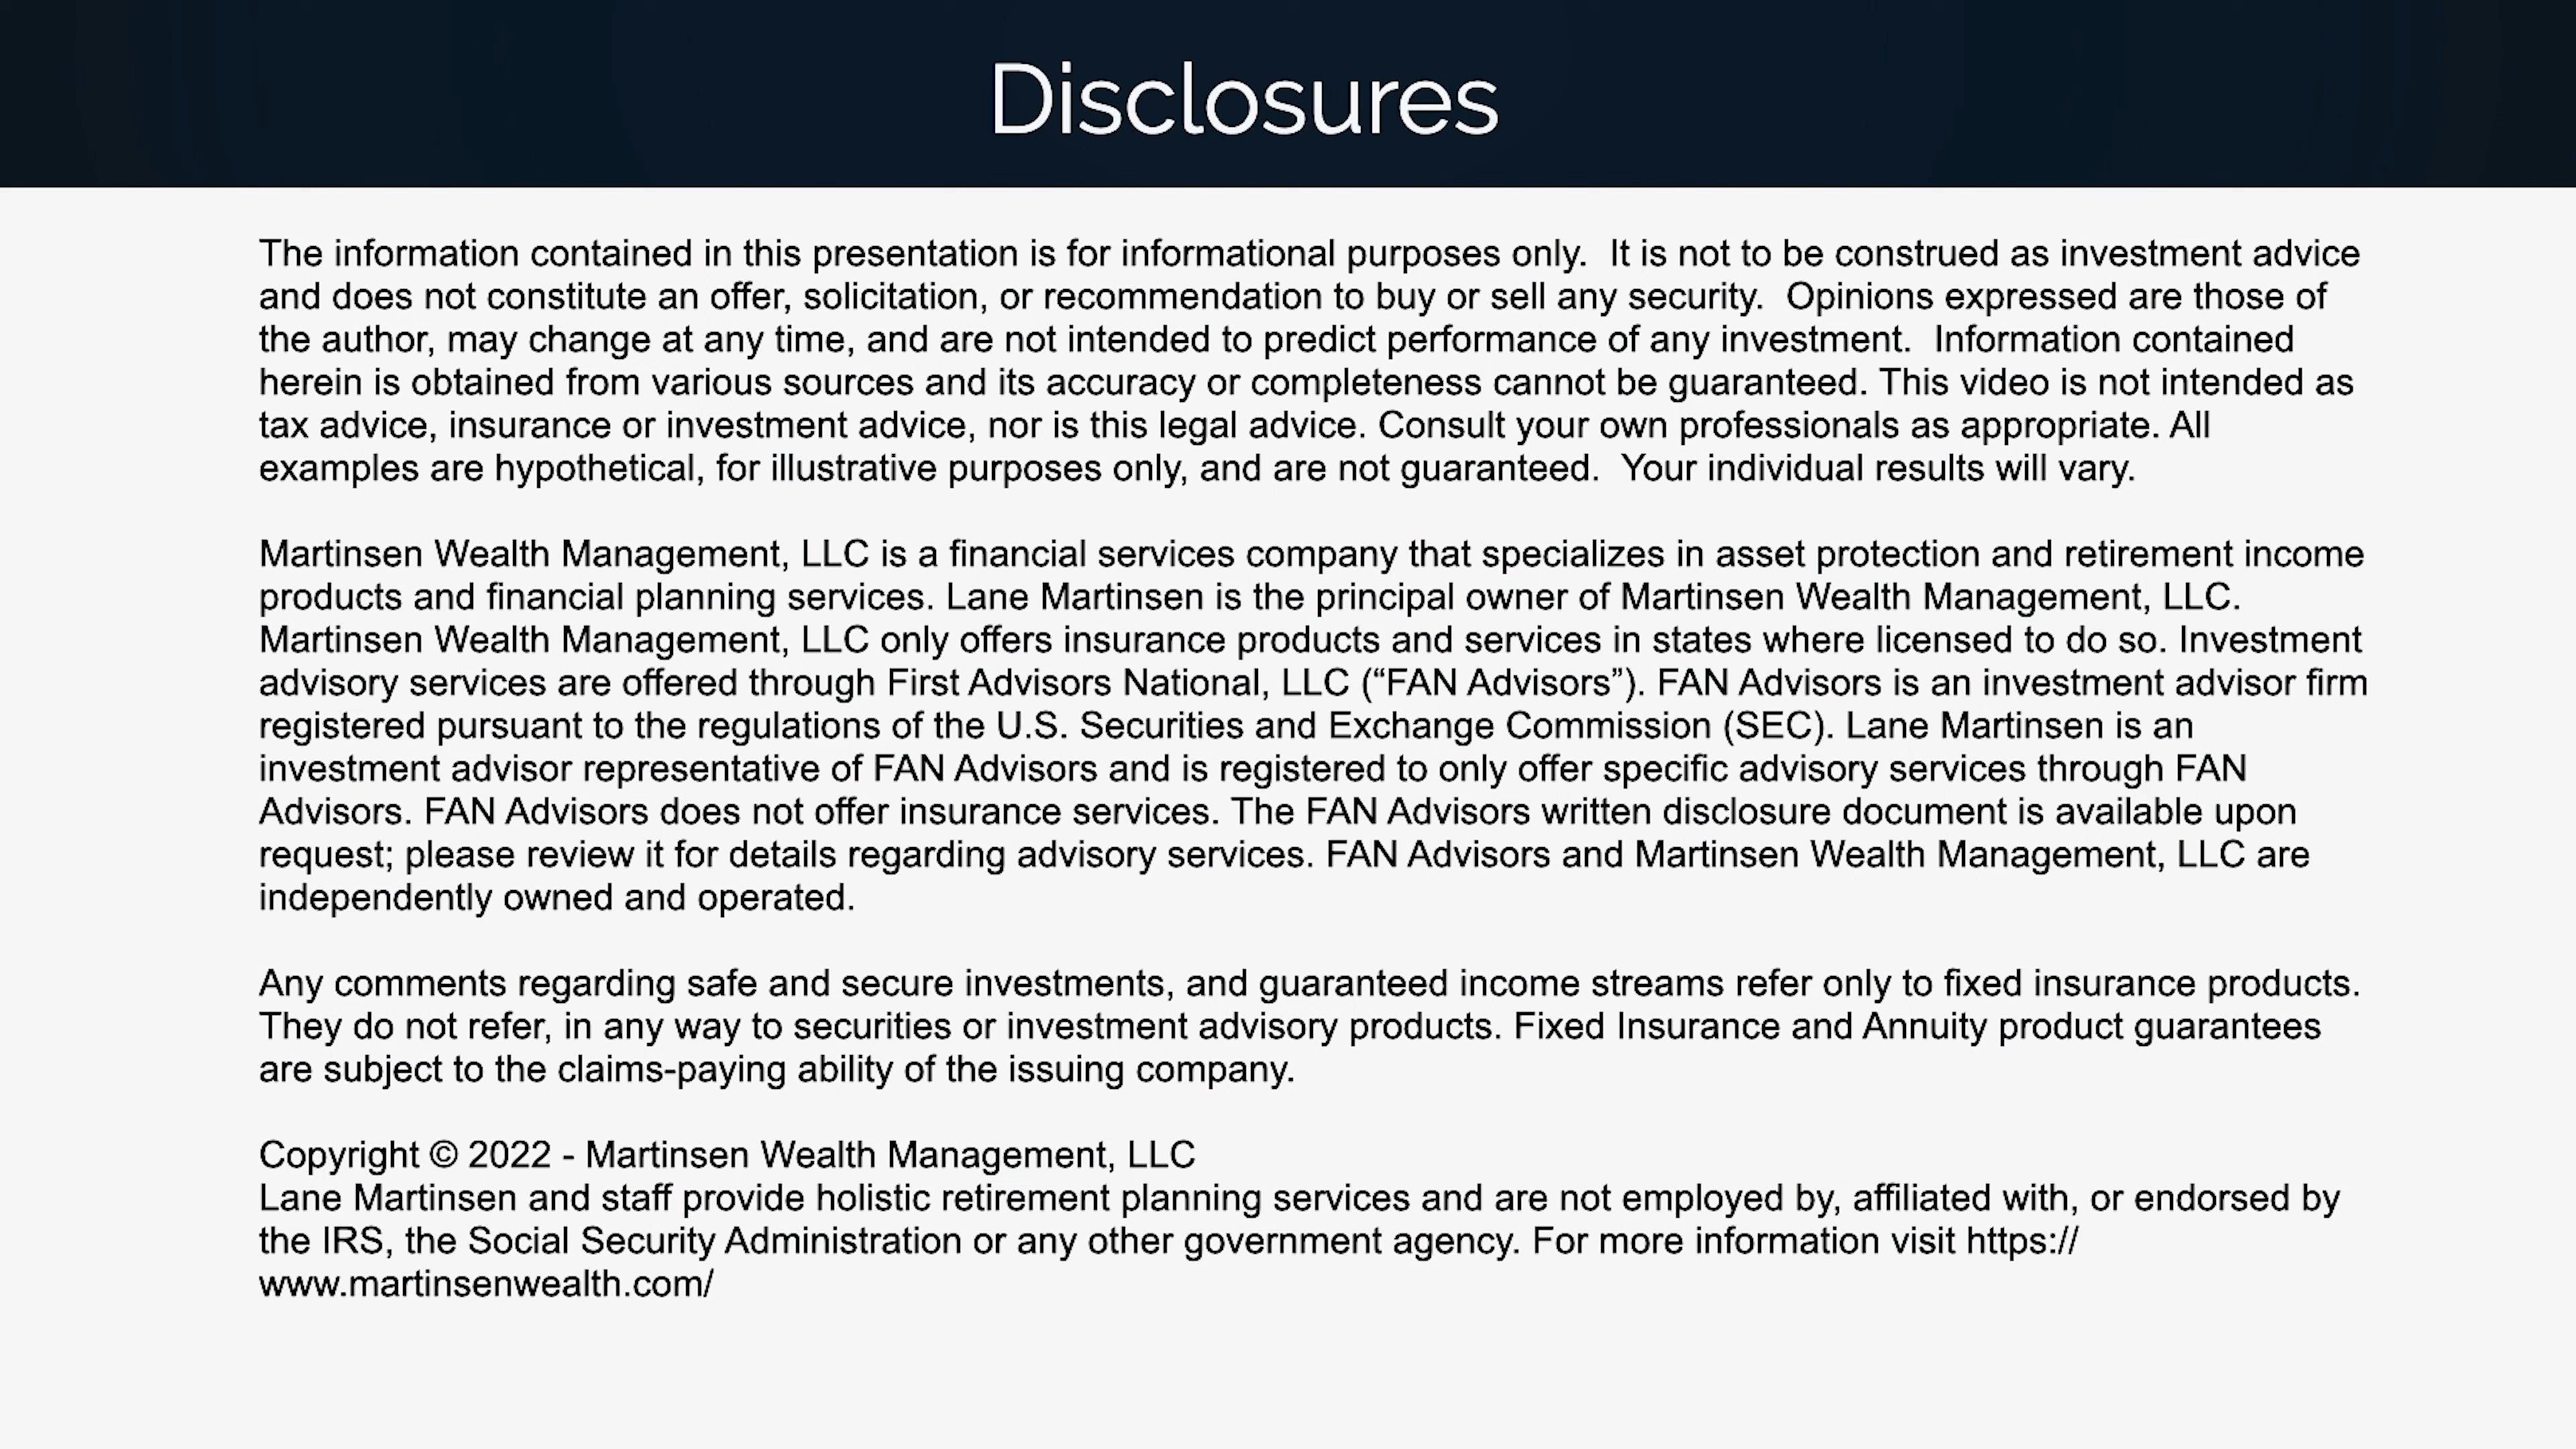 Disclosures
The information contained in this presentation is for informational purposes only.  It is not to be construed as investment advice
and does not constitute an offer, solicitation, or recommendation to buy or sell any security.  Opinions expressed are those of
the author, may change at any time, and are not intended to predict performance of any investment.  Information contained
herein is obtained from various sources and its accuracy or completeness cannot be guaranteed. This video is not intended as
tax advice, insurance or investment advice, nor is this legal advice. Consult your own professionals as appropriate. All
examples are hypothetical, for illustrative purposes only, and are not guaranteed.  Your individual results will vary.
Martinsen Wealth Management, LLC is a financial services company that specializes in asset protection and retirement income
products and financial planning services. Lane Martinsen is the principal owner of Martinsen Wealth Management, LLC.
Martinsen Wealth Management, LLC only offers insurance products and services in states where licensed to do so. Investment
advisory services are offered through First Advisors National, LLC (“FAN Advisors”). FAN Advisors is an investment advisor firm
registered pursuant to the regulations of the U.S. Securities and Exchange Commission (SEC). Lane Martinsen is an
investment advisor representative of FAN Advisors and is registered to only offer specific advisory services through FAN
Advisors. FAN Advisors does not offer insurance services. The FAN Advisors written disclosure document is available upon
request; please review it for details regarding advisory services. FAN Advisors and Martinsen Wealth Management, LLC are
independently owned and operated.
Any comments regarding safe and secure investments, and guaranteed income streams refer only to fixed insurance products.
They do not refer, in any way to securities or investment advisory products. Fixed Insurance and Annuity product guarantees
are subject to the claims-paying ability of the issuing company.
Copyright © 2022 - Martinsen Wealth Management, LLC
Lane Martinsen and staff provide holistic retirement planning services and are not employed by, affiliated with, or endorsed by
the IRS, the Social Security Administration or any other government agency. For more information visit https://
www.martinsenwealth.com/